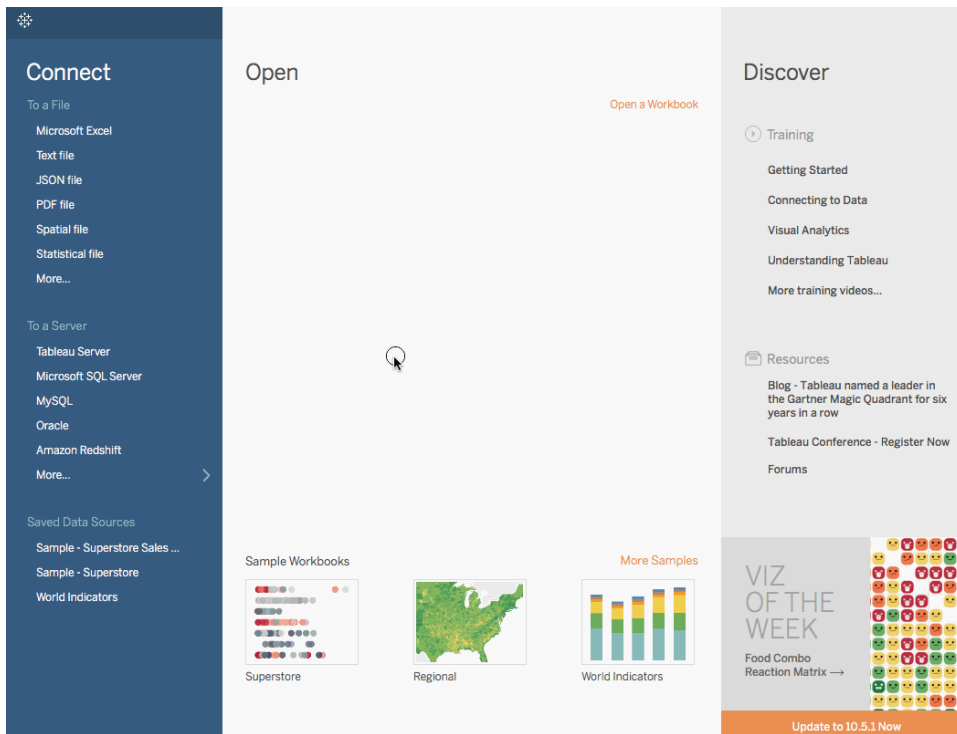 Connect
To a File
Microsoft Excel
Text file
JSON file
PDF file
Spatial file
Statistical file
More...
To a Server
Tableau Server
Microsoft SQL Server
MySQL
Oracle
Amazon Redshift
More...
Saved Data Sources
Sample - Superstore Sales ...
Sample - Superstore
World Indicators
Open
Open a Workbook
Sample Workbooks
More Samples
Superstore
Regional
World Indicators
Discover
Training
Getting Started
Connecting to Data
Visual Analytics
Understanding Tableau
More training videos...
Resources
Blog - Tableau named a leader in
the Gartner Magic Quadrant for six
years in a row
Tableau Conference - Register Now
Forums
VIZ
OF THE
WEEK
Food Combo
Reaction Matrix →
Update to 10.5.1 Now